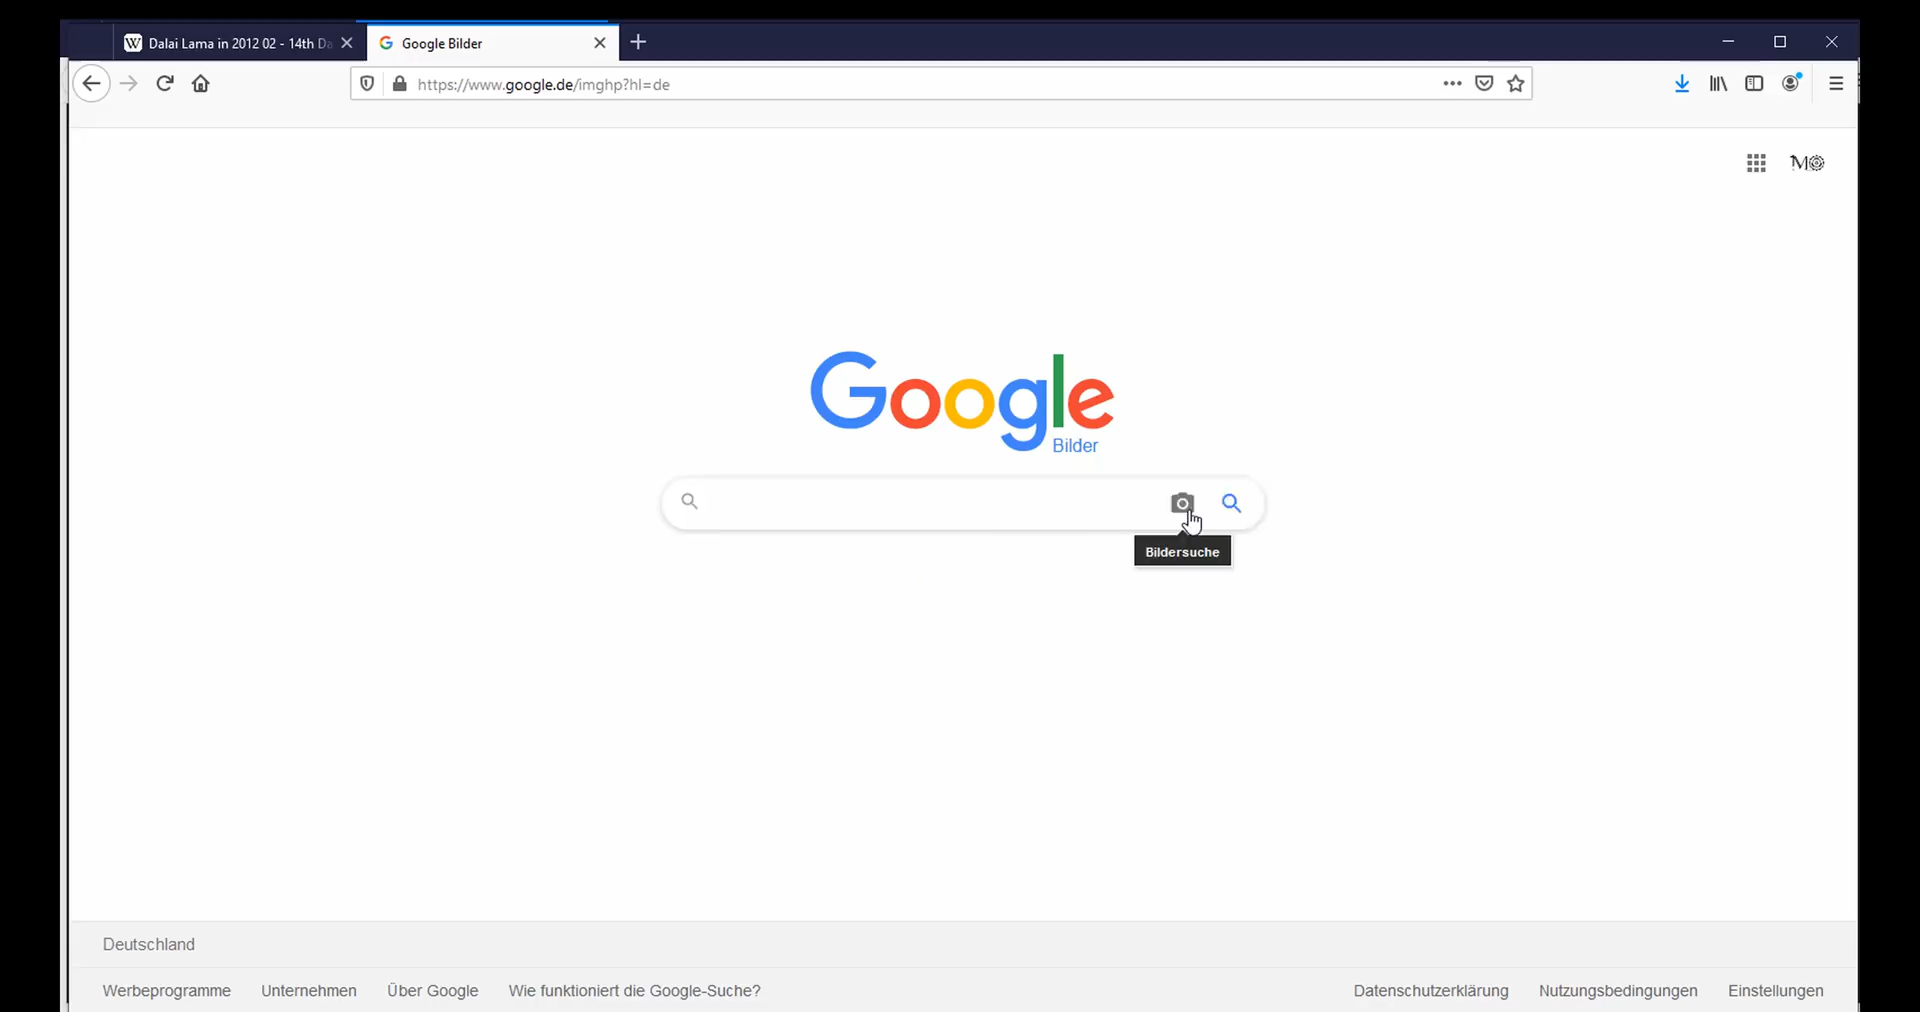 Dalai Lama in 2012 02 - 14th Da
Google Bilder
https://www.google.de/imghp?hl=de
M
Google
Bilder
Bildersuche
Deutschland
Werbeprogramme Unternehmen Über Google Wie funktioniert die Google-Suche? Datenschutzerklärung Nutzungsbedingungen Einstellungen